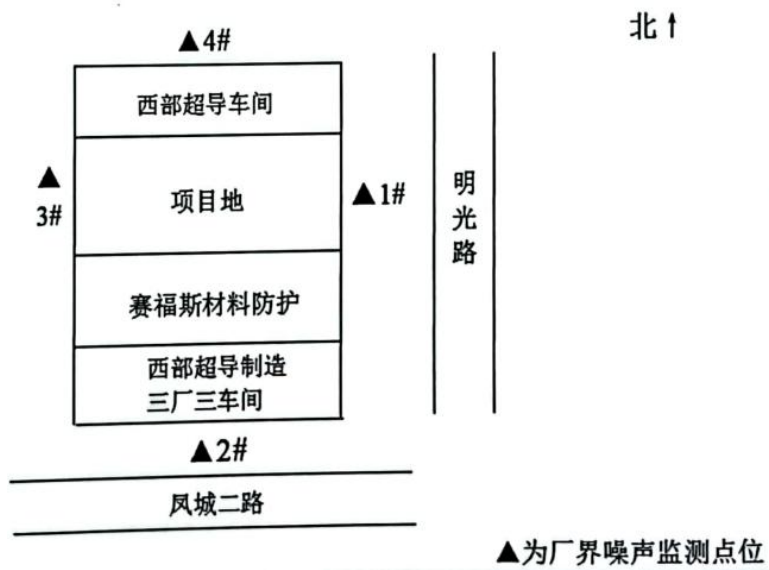 北↑
▲4#
西部超导车间
▲
3#
项目地
▲1#
明光路
赛福斯材料防护
西部超导制造
三厂三车间
▲2#
凤城二路
▲为厂界噪声监测点位